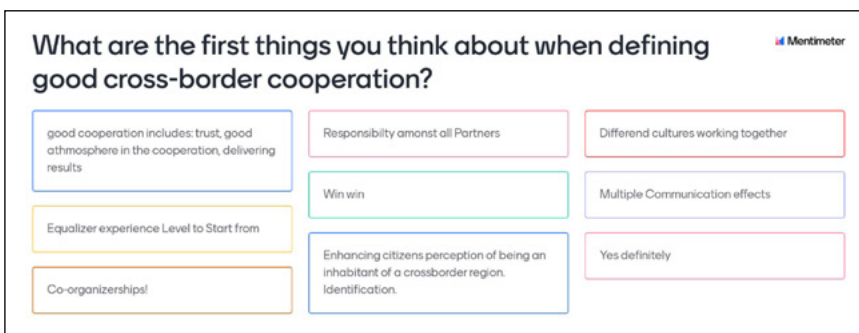 What are the first things you think about when defining
good cross-border cooperation?
Mentimeter
good cooperation includes: trust, good
athmosphere in the cooperation, delivering
results
Equalizer experience Level to Start from
Co-organizerships!
Responsibilty amonst all Partners
Win win
Enhancing citizens perception of being an
inhabitant of a crossborder region.
Identification.
Differend cultures working together
Multiple Communication effects
Yes definitely